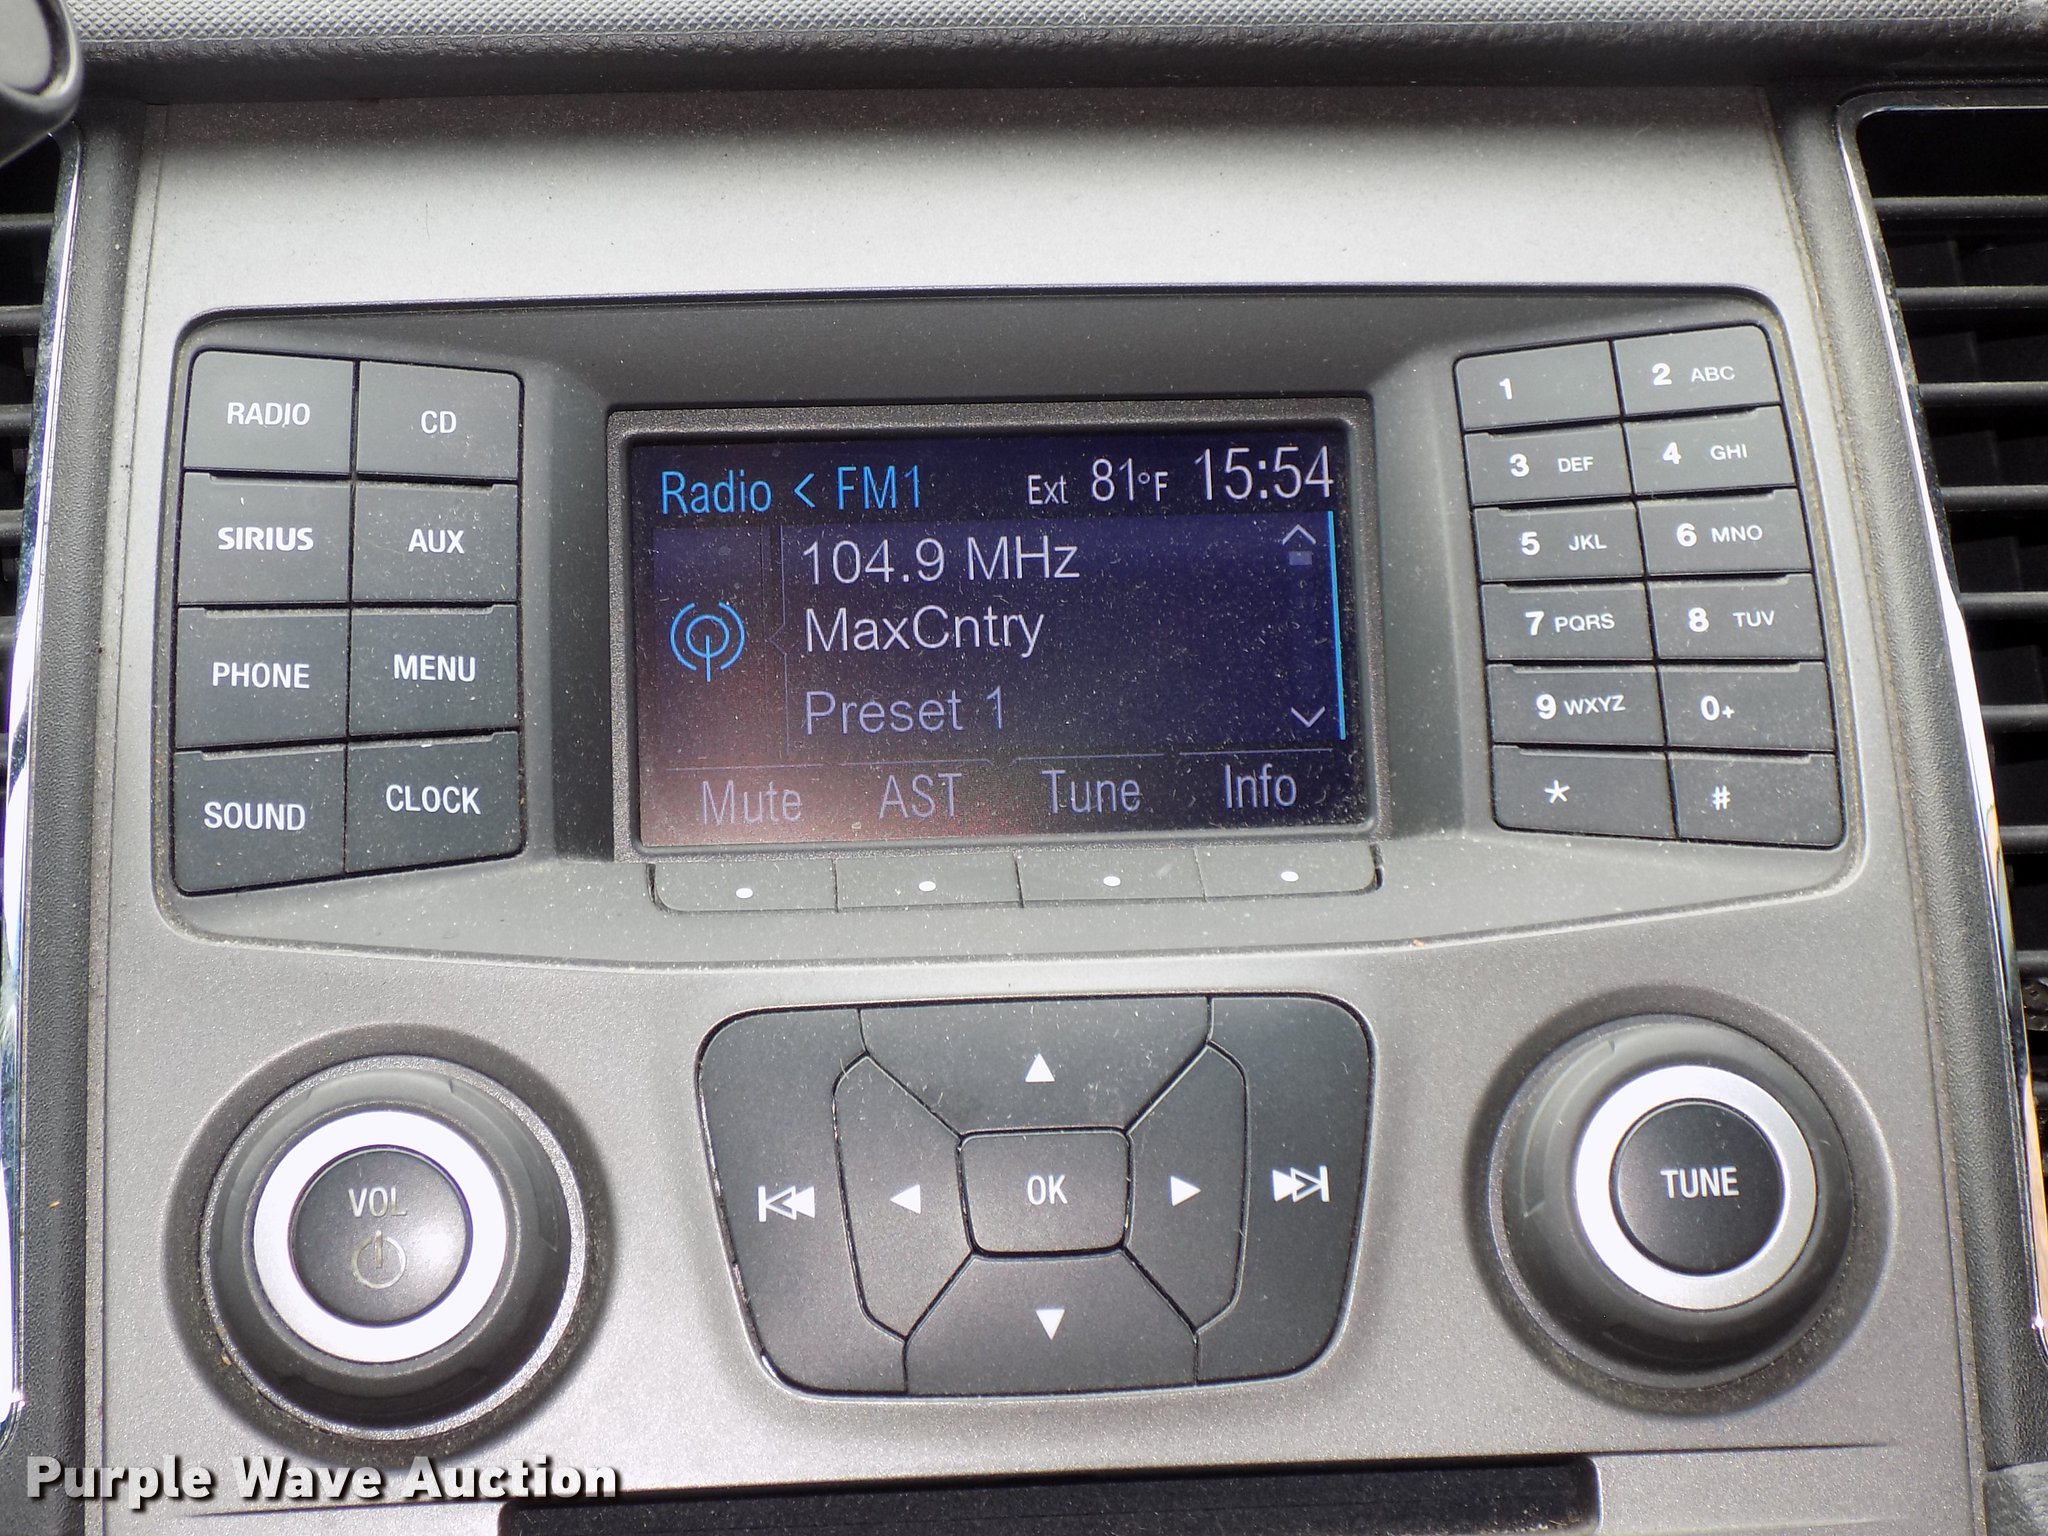 Radio < FM1 Ext 81°F 15:54
104.9 MHz
MaxCntry
Preset 1
Mute AST Tune Info
RADIO CD
SIRIUS AUX
PHONE MENU
SOUND CLOCK
1 2 ABC
3 DEF 4 GHI
5 JKL 6 MNO
7 PQRS 8 TUV
9 WXYZ 0+
* #
VOL
OK
TUNE
Purple Wave Auction